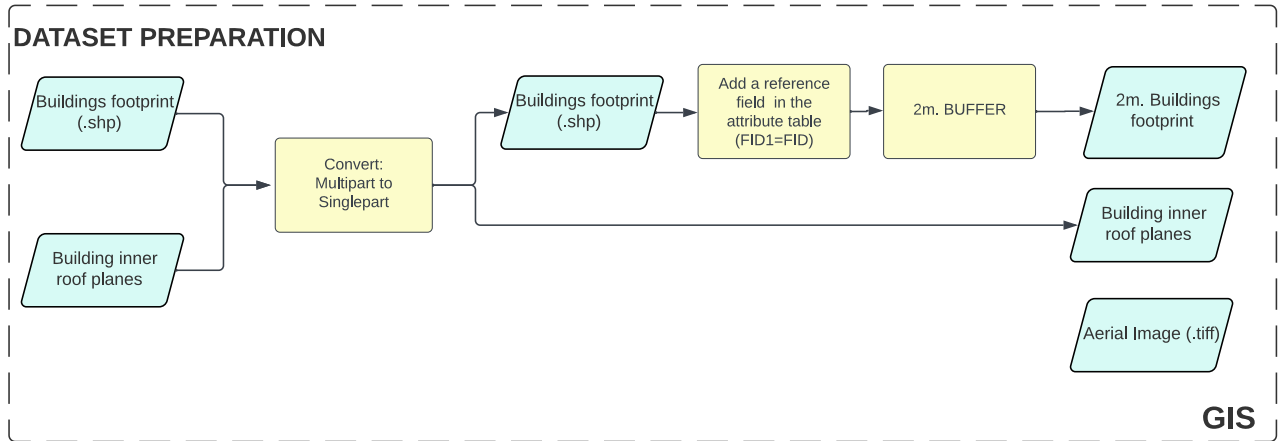 DATASET PREPARATION
Buildings footprint
(.shp)
Building inner
roof planes
Convert:
Multipart to
Singlepart
Buildings footprint
(.shp)
Add a reference
field in the
attribute table
(FID1=FID)
2m. BUFFER
2m. Buildings
footprint
Building inner
roof planes
Aerial Image (.tiff)
GIS